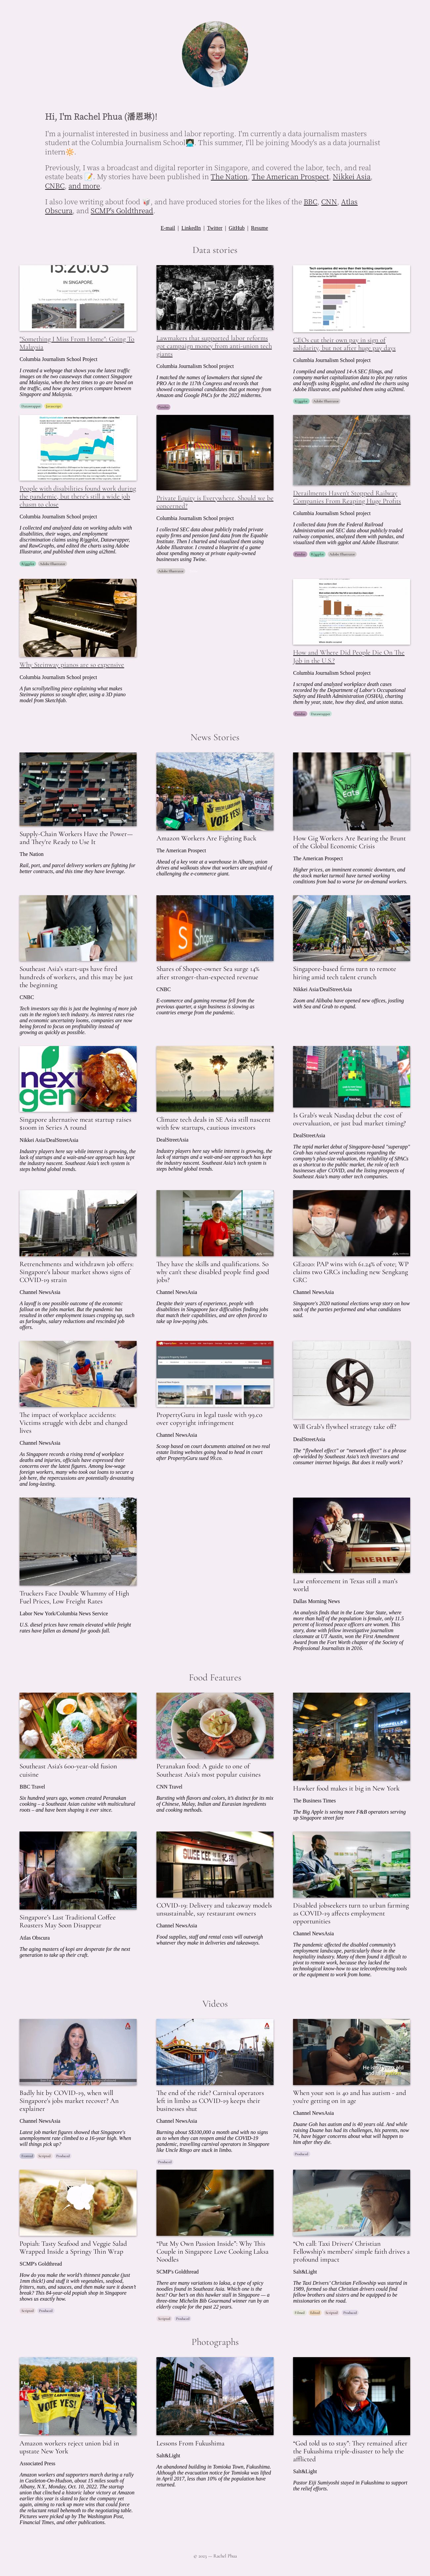 Hi, I'm Rachel Phua (潘恩琳)!
I'm a journalist interested in business and labor reporting. I'm currently a data journalism masters
student at the Columbia Journalism School👩🏻‍💻. This summer, I'll be joining Moody's as a data journalist
intern🔆.
Previously, I was a broadcast and digital reporter in Singapore, and covered the labor, tech, and real
estate beats 📝. My stories have been published in The Nation, The American Prospect, Nikkei Asia,
CNBC, and more.
I also love writing about food 🥡, and have produced stories for the likes of the BBC, CNN, Atlas
Obscura, and SCMP's Goldthread.
E-mail | LinkedIn | Twitter | GitHub | Resume
Data stories
15:20:03
IN SINGAPORE.
"Something I Miss From Home": Going To
Malaysia
Columbia Journalism School Project
I created a webpage that shows you the latest traffic
images on the two causeways that connect Singapore
and Malaysia, when the best times to go are based on
the traffic, and how grocery prices compare between
Singapore and Malaysia.
Datawrapper Javascript
Lawmakers that supported labor reforms
got campaign money from anti-union tech
giants
Columbia Journalism School project
I matched the names of lawmakers that signed the
PRO Act in the 117th Congress and records that
showed congressional candidates that got money from
Amazon and Google PACs for the 2022 midterms.
Pandas
CEOs cut their own pay in sign of
solidarity, but not after huge pay days
Columbia Journalism School project
I compiled and analyzed 14-A SEC filings, and
company market capitalization data to plot pay ratios
and layoffs using R/ggplot, and edited the charts using
Adobe Illustrator, and published them using ai2html.
R/ggplot Adobe Illustrator
People with disabilities found work during
the pandemic, but there's still a wide job
chasm to close
Columbia Journalism School project
I collected and analyzed data on working adults with
disabilities, their wages, and employment
discrimination claims using R/ggplot, Datawrapper,
and RawGraphs, edited the charts using Adobe
Illustrator, and published them using ai2html.
R/ggplot Adobe Illustrator
Private Equity is Everywhere. Should we be
concerned?
Columbia Journalism School project
I collected SEC data about publicly traded private
equity firms and pension fund data from the Equable
Institute. Then I charted and visualized them using
Adobe Illustrator. I created a blueprint of a game
about spending money at private equity-owned
businesses using Twine.
Adobe Illustrator
Derailments Haven't Stopped Railway
Companies From Reaping Huge Profits
Columbia Journalism School project
I collected data from the Federal Railroad
Administration and SEC data about publicly traded
railway companies, analyzed them with pandas, and
visualized them with ggplot and Adobe Illustrator.
Pandas R/ggplot Adobe Illustrator
Why Steinway pianos are so expensive
Columbia Journalism School project
A fun scrollytelling piece explaining what makes
Steinway pianos so sought after, using a 3D piano
model from Sketchfab.
How and Where Did People Die On The
Job in the U.S.?
Columbia Journalism School project
I scraped and analyzed workplace death cases
recorded by the Department of Labor's Occupational
Safety and Health Administration (OSHA), charting
them by year, state, how they died, and union status.
Pandas Datawrapper
News Stories
Supply-Chain Workers Have the Power—
and They're Ready to Use It
The Nation
Rail, port, and parcel delivery workers are fighting for
better contracts, and this time they have leverage.
VOTE YES!
Amazon Workers Are Fighting Back
The American Prospect
Ahead of a key vote at a warehouse in Albany, union
drives and walkouts show that workers are unafraid of
challenging the e-commerce giant.
Eats
How Gig Workers Are Bearing the Brunt
of the Global Economic Crisis
The American Prospect
Higher prices, an imminent economic downturn, and
the stock market turmoil have turned working
conditions from bad to worse for on-demand workers.
Southeast Asia's start-ups have fired
hundreds of workers, and this may be just
the beginning
CNBC
Tech investors say this is just the beginning of more job
cuts in the region's tech industry. As interest rates rise
and economic uncertainty looms, companies are now
being forced to focus on profitability instead of
growing as quickly as possible.
Shopee
Shares of Shopee-owner Sea surge 14%
after stronger-than-expected revenue
CNBC
E-commerce and gaming revenue fell from the
previous quarter, a sign business is slowing as
countries emerge from the pandemic.
Singapore-based firms turn to remote
hiring amid tech talent crunch
Nikkei Asia/DealStreetAsia
Zoom and Alibaba have opened new offices, jostling
with Sea and Grab to expand.
next
gen
Singapore alternative meat startup raises
$100m in Series A round
Nikkei Asia/DealStreetAsia
Industry players here say while interest is growing, the
lack of startups and a wait-and-see approach has kept
the industry nascent. Southeast Asia's tech system is
steps behind global trends.
Climate tech deals in SE Asia still nascent
with few startups, cautious investors
DealStreetAsia
Industry players here say while interest is growing, the
lack of startups and a wait-and-see approach has kept
the industry nascent. Southeast Asia's tech system is
steps behind global trends.
Is Grab's weak Nasdaq debut the cost of
overvaluation, or just bad market timing?
DealStreetAsia
The tepid market debut of Singapore-based "superapp"
Grab has raised several questions regarding the
company's plus-size valuation, the reliability of SPACs
as a shortcut to the public market, the role of tech
businesses after COVID, and the listing prospects of
Southeast Asia's many other tech companies.
Retrenchments and withdrawn job offers:
Singapore's labour market shows signs of
COVID-19 strain
Channel NewsAsia
A layoff is one possible outcome of the economic
fallout on the job market. But the pandemic has
resulted in other employment issues cropping up, such
as furloughs, salary reductions and rescinded job
offers.
They have the skills and qualifications. So
why can't these disabled people find good
jobs?
Channel NewsAsia
Despite their years of experience, people with
disabilities in Singapore face difficulties finding jobs
that match their capabilities, and are often forced to
take up low-paying jobs.
GE2020: PAP wins with 61.24% of vote; WP
claims two GRCs including new Sengkang
GRC
Channel NewsAsia
Singapore's 2020 national elections wrap story on how
each of the parties performed and what candidates
said.
The impact of workplace accidents:
Victims struggle with debt and changed
lives
Channel NewsAsia
As Singapore records a rising trend of workplace
deaths and injuries, officials have expressed their
concerns over the latest figures. Among low-wage
foreign workers, many who took out loans to secure a
job here, the repercussions are potentially devastating
and long-lasting.
PropertyGuru in legal tussle with 99.co
over copyright infringement
Channel NewsAsia
Scoop based on court documents attained on two real
estate listing websites going head to head in court
after PropertyGuru sued 99.co.
Will Grab's flywheel strategy take off?
DealStreetAsia
The "flywheel effect" or "network effect" is a phrase
oft-wielded by Southeast Asia's tech investors and
consumer internet bigwigs. But does it really work?
Truckers Face Double Whammy of High
Fuel Prices, Low Freight Rates
Labor New York/Columbia News Service
U.S. diesel prices have remain elevated while freight
rates have fallen as demand for goods fall.
SHERIFF
Law enforcement in Texas still a man's
world
Dallas Morning News
An analysis finds that in the Lone Star State, where
more than half of the population is female, only 11.5
percent of licensed peace officers are women. This
story, done with fellow investigative journalism
classmate at UT Austin, won the First Amendment
Award from the Fort Worth chapter of the Society of
Professional Journalists in 2016.
Food Features
Southeast Asia's 600-year-old fusion
cuisine
BBC Travel
Six hundred years ago, women created Peranakan
cooking – a Southeast Asian cuisine with multicultural
roots – and have been shaping it ever since.
Peranakan food: A guide to one of
Southeast Asia's most popular cuisines
CNN Travel
Bursting with flavors and colors, it's distinct for its mix
of Chinese, Malay, Indian and Eurasian ingredients
and cooking methods.
Hawker food makes it big in New York
The Business Times
The Big Apple is seeing more F&B operators serving
up Singapore street fare
Singapore's Last Traditional Coffee
Roasters May Soon Disappear
Atlas Obscura
The aging masters of kopi are desperate for the next
generation to take up their craft.
COVID-19: Delivery and takeaway models
unsustainable, say restaurant owners
Channel NewsAsia
Food supplies, staff and rental costs will outweigh
whatever they make in deliveries and takeaways.
Disabled jobseekers turn to urban farming
as COVID-19 affects employment
opportunities
Channel NewsAsia
The pandemic affected the disabled community's
employment landscape, particularly those in the
hospitality industry. Many of them found it difficult to
pivot to remote work, because they lacked the
technological know-how to use teleconferencing tools
or the equipment to work from home.
Videos
Badly hit by COVID-19, when will
Singapore's jobs market recover? An
explainer
Channel NewsAsia
Latest job market figures showed that Singapore's
unemployment rate climbed to a 16-year high. When
will things pick up?
Scripted Produced
The end of the ride? Carnival operators
left in limbo as COVID-19 keeps their
businesses shut
Channel NewsAsia
Burning about S$100,000 a month and with no signs
as to when they can reopen amid the COVID-19
pandemic, travelling carnival operators in Singapore
like Uncle Ringo are stuck in limbo.
Produced
When your son is 40 and has autism - and
you're getting on in age
Channel NewsAsia
Duane Goh has autism and is 40 years old. And while
raising Duane has had its challenges, his parents, now
74, have bigger concerns about what will happen to
him after they die.
Produced
Popiah: Tasty Seafood and Veggie Salad
Wrapped Inside a Springy Thin Wrap
SCMP's Goldthread
How do you make the world's thinnest pancake (just
1mm thick!) and stuff it with vegetables, seafood,
fritters, nuts, and sauces, and then make sure it doesn't
break? This 84-year-old popiah shop in Singapore
shows us exactly how.
Scripted Produced
"Put My Own Passion Inside": Why This
Couple in Singapore Love Cooking Laksa
Noodles
SCMP's Goldthread
There are many variations to laksa, a type of spicy
noodles found in Southeast Asia. Which one is the
best? Our bet's on this hawker stall in Singapore — a
three-time Michelin Bib Gourmand winner run by an
elderly couple for the past 22 years.
Scripted Produced
"On call: Taxi Drivers' Christian
Fellowship's members' simple faith drives a
profound impact
Salt&Light
The Taxi Drivers' Christian Fellowship was started in
1989, formed so that Christian drivers could find
fellow brothers and sisters and be equipped to be
missionaries on the road.
Filmed Edited Scripted Produced
Photographs
VOTE YES!
Amazon workers reject union bid in
upstate New York
Associated Press
Amazon workers and supporters march during a rally
in Castleton-On-Hudson, about 15 miles south of
Albany, N.Y., Monday, Oct. 10, 2022. The startup
union that clinched a historic labor victory at Amazon
earlier this year is slated to face the company yet
again, aiming to rack up more wins that could force
the reluctant retail behemoth to the negotiating table.
Pictures were picked up by The Washington Post,
Financial Times, and other publications.
Lessons From Fukushima
Salt&Light
An abandoned building in Tomioka Town, Fukushima.
Although the evacuation notice for Tomioka was lifted
in April 2017, less than 10% of the population have
returned.
"God told us to stay": They remained after
the Fukushima triple-disaster to help the
afflicted
Salt&Light
Pastor Eiji Sumiyoshi stayed in Fukushima to support
the relief efforts.